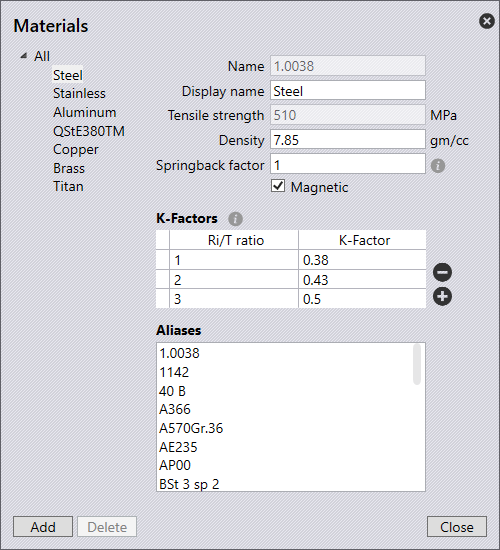 Materials
All
Steel
Stainless
Aluminum
QStE380TM
Copper
Brass
Titan
Name 1.0038
Display name Steel
Tensile strength 510 MPa
Density 7.85 gm/cc
Springback factor 1
Magnetic
K-Factors
Ri/T ratio K-Factor
1 0.38
2 0.43
3 0.5
Aliases
1.0038
1142
40 B
A366
A570Gr.36
AE235
AP00
BSt 3 sp 2
Add Delete Close